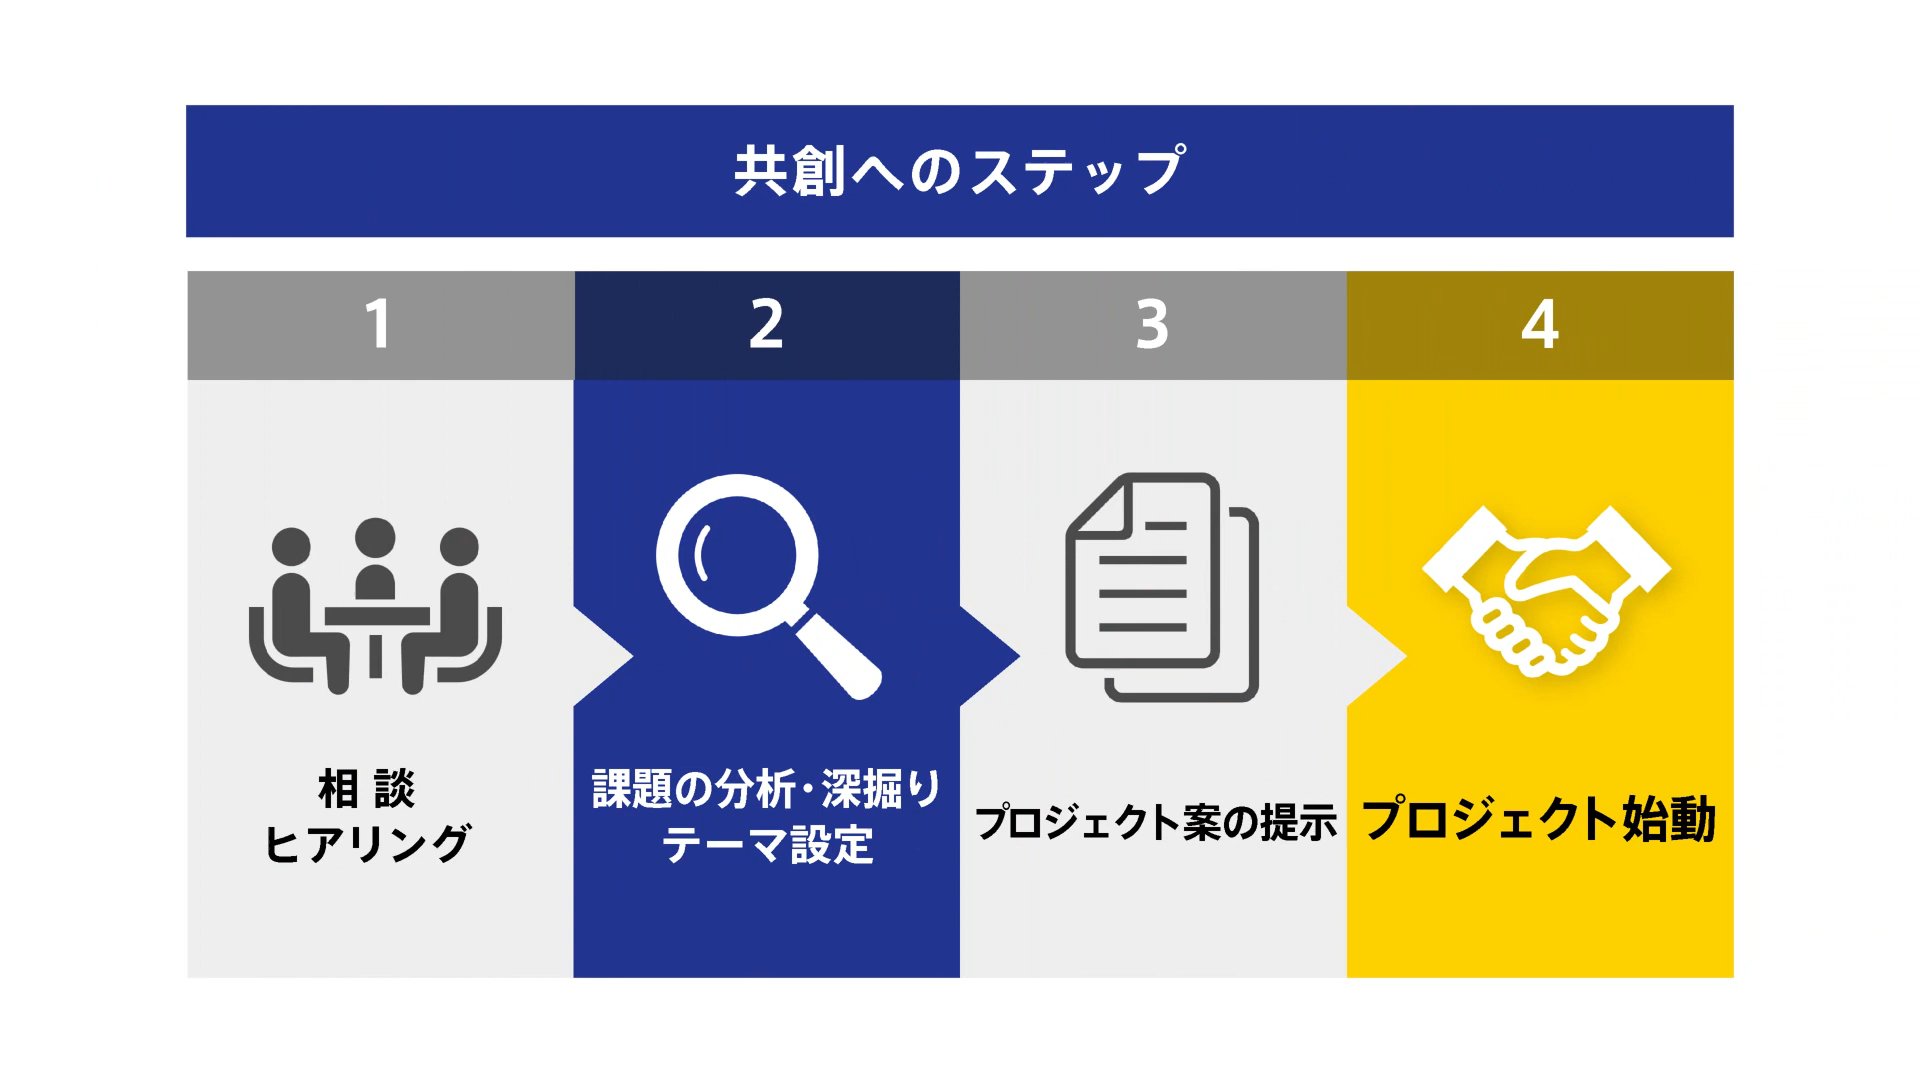 共創へのステップ
1
2
3
4
相談
ヒアリング
課題の分析・深掘り
テーマ設定
プロジェクト案の提示
プロジェクト始動